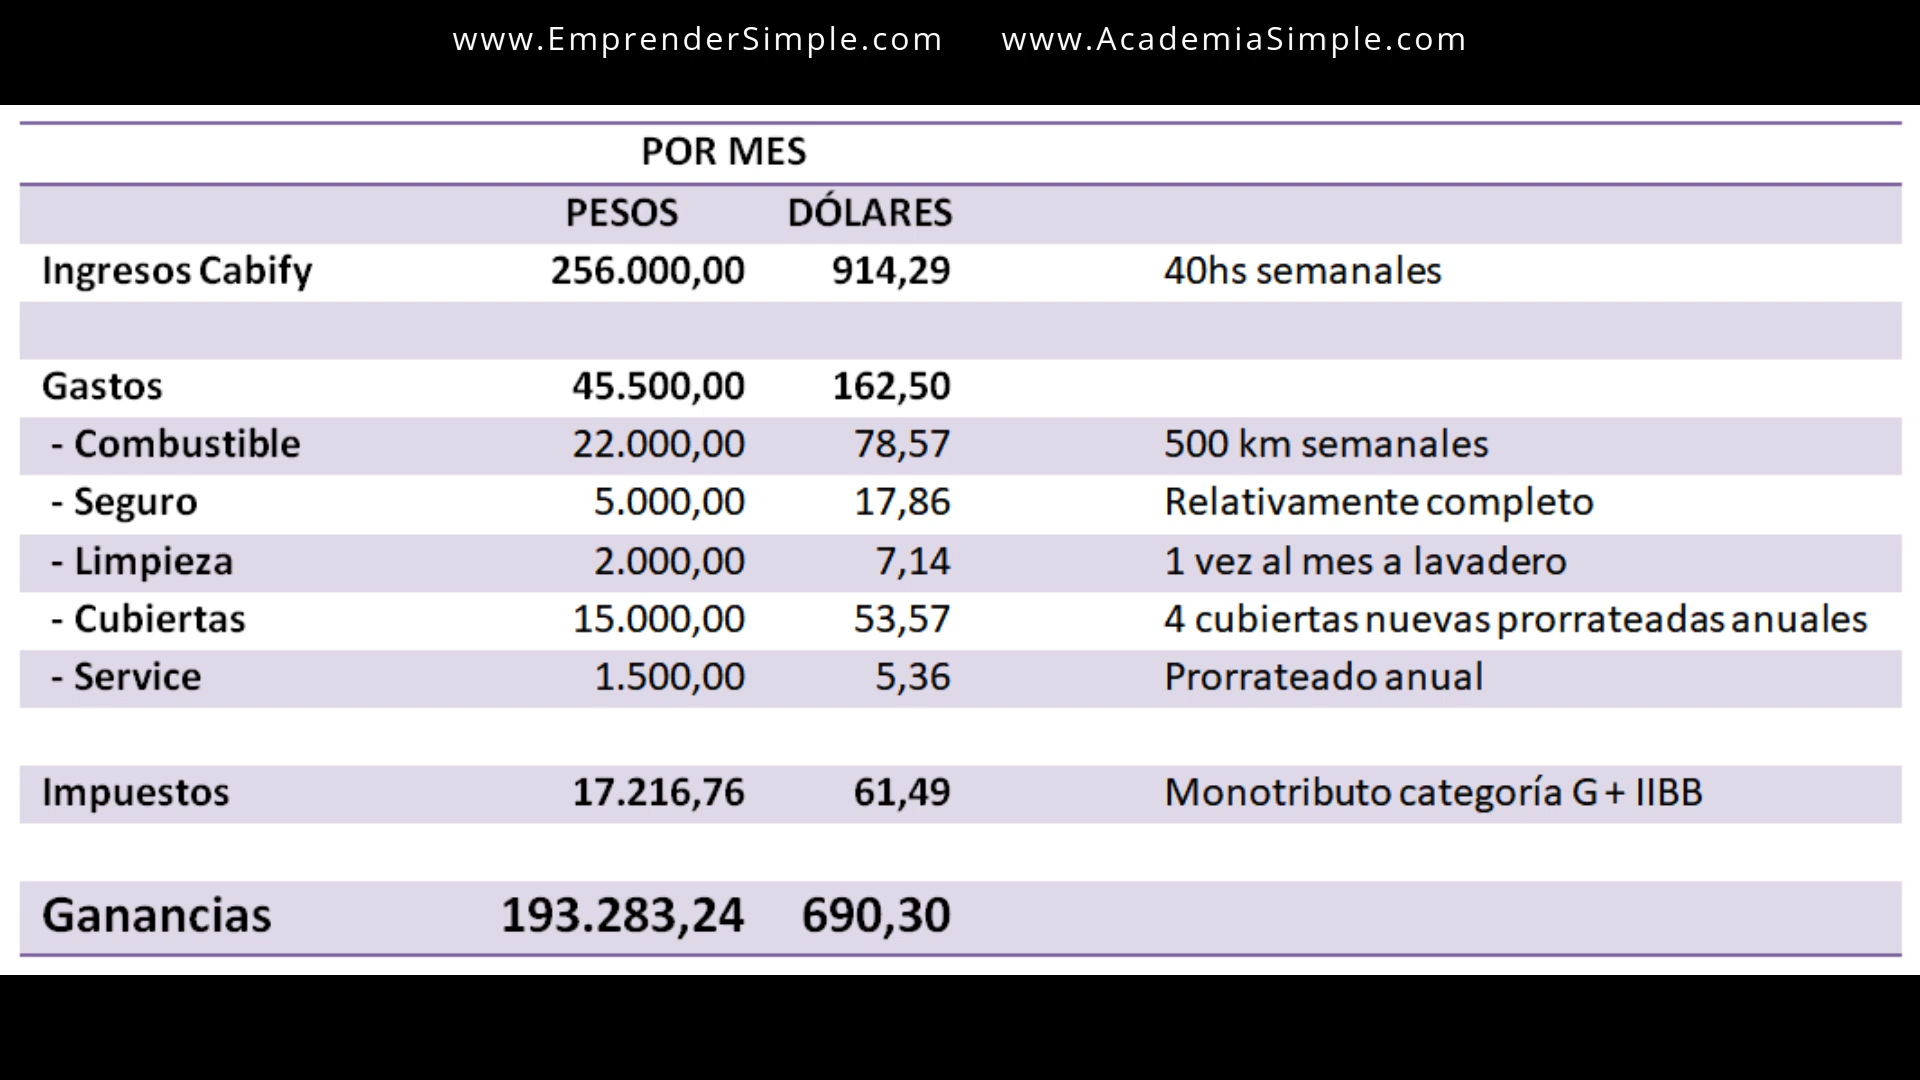 www.EmprenderSimple.com www.AcademiaSimple.com
POR MES
PESOS DÓLARES
Ingresos Cabify 256.000,00 914,29 40hs semanales
Gastos 45.500,00 162,50
- Combustible 22.000,00 78,57 500 km semanales
- Seguro 5.000,00 17,86 Relativamente completo
- Limpieza 2.000,00 7,14 1 vez al mes a lavadero
- Cubiertas 15.000,00 53,57 4 cubiertas nuevas prorrateadas anuales
- Service 1.500,00 5,36 Prorrateado anual
Impuestos 17.216,76 61,49 Monotributo categoría G + IIBB
Ganancias 193.283,24 690,30